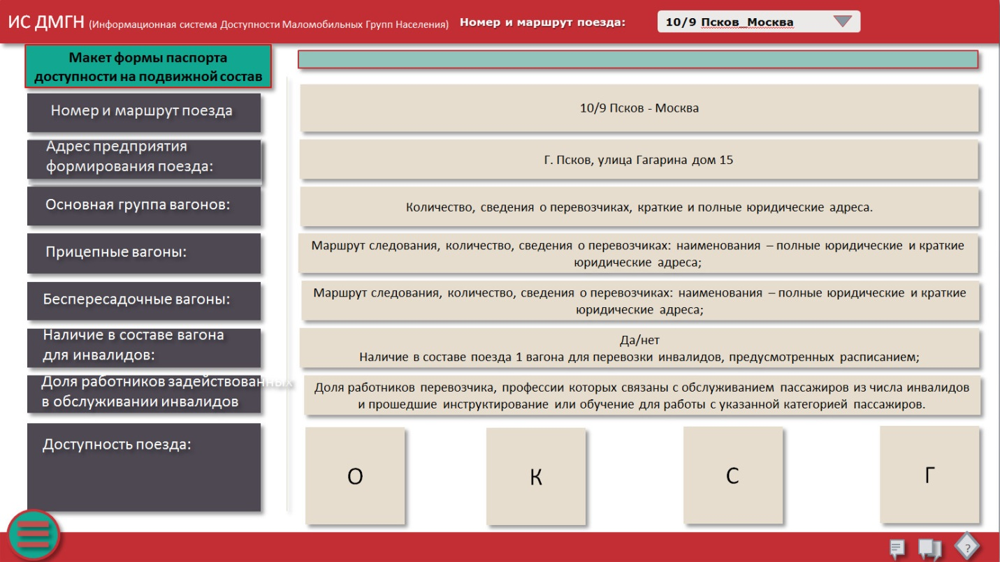 ИС ДМГН (Информационная система Доступности Маломобильных Групп Населения) Номер и маршрут поезда: 10/9 Псков_Москва
Макет формы паспорта
доступности на подвижной состав
Номер и маршрут поезда
10/9 Псков - Москва
Адрес предприятия
формирования поезда:
Г. Псков, улица Гагарина дом 15
Основная группа вагонов:
Количество, сведения о перевозчиках, краткие и полные юридические адреса.
Прицепные вагоны:
Маршрут следования, количество, сведения о перевозчиках: наименования – полные юридические и краткие
юридические адреса;
Беспересадочные вагоны:
Маршрут следования, количество, сведения о перевозчиках: наименования – полные юридические и краткие
юридические адреса;
Наличие в составе вагона
для инвалидов:
Да/нет
Наличие в составе поезда 1 вагона для перевозки инвалидов, предусмотренных расписанием;
Доля работников задействованных
в обслуживании инвалидов
Доля работников перевозчика, профессии которых связаны с обслуживанием пассажиров из числа инвалидов
и прошедшие инструктирование или обучение для работы с указанной категорией пассажиров.
Доступность поезда:
О К С Г
?